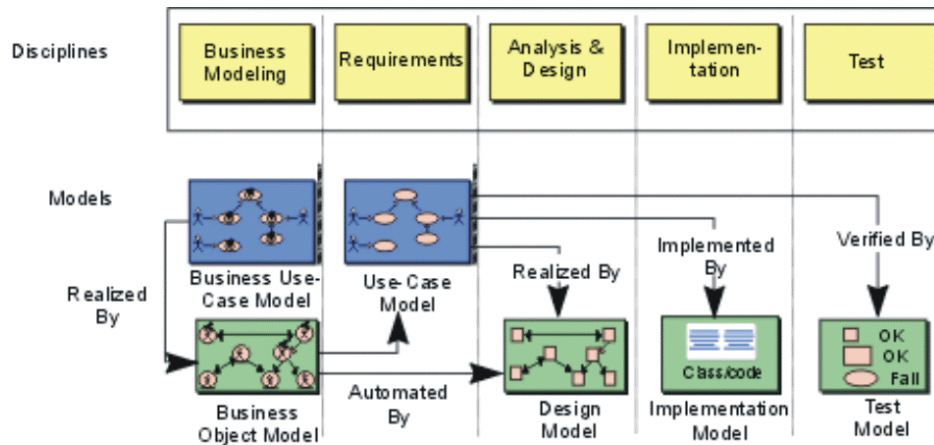 Disciplines
Business
Modeling
Requirements
Analysis &
Design
Implemen-
tation
Test
Models
Realized
By
Business Use-
Case Model
Use- Case
Model
Realized By
Implemented
By
Verified By
Business
Object Model
Automated
By
Design
Model
Class/code
Implementation Model
OK
OK
Fail
Test
Model